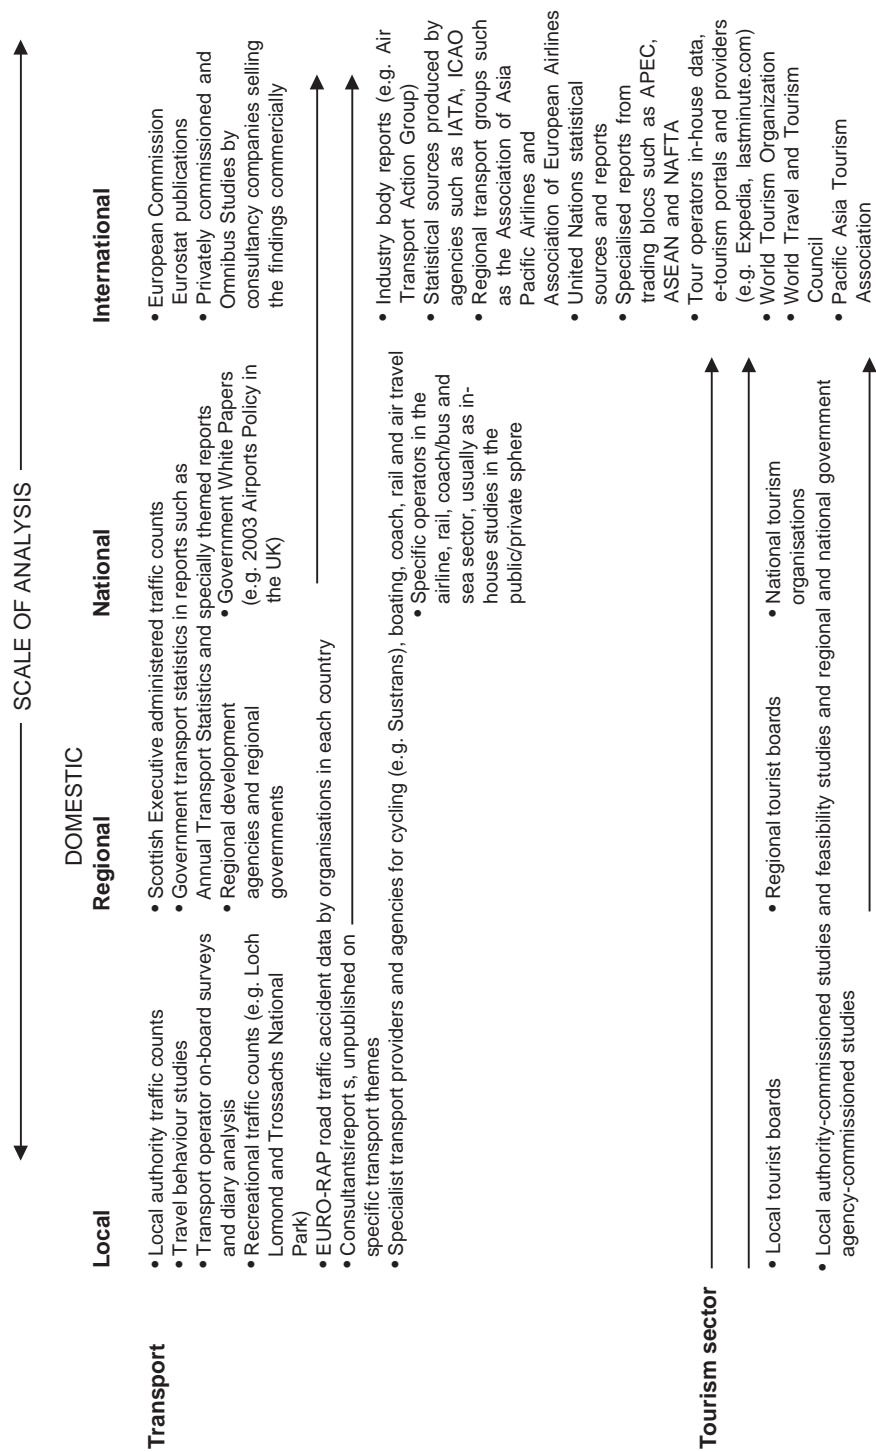 SCALE OF ANALYSIS
DOMESTIC
Local
Regional
National
International
Transport
• Local authority traffic counts
• Travel behaviour studies
• Transport operator on-board surveys
and diary analysis
• Recreational traffic counts (e.g. Loch
Lomond and Trossachs National
Park)
• EURO-RAP road traffic accident data by organisations in each country
• Consultants/report s, unpublished on
specific transport themes
• Specialist transport providers and agencies for cycling (e.g. Sustrans), boating, coach, rail and air travel
• Scottish Executive administered traffic counts
• Government transport statistics in reports such as
Annual Transport Statistics and specially themed reports
• Regional development
agencies and regional
governments
• Government White Papers
(e.g. 2003 Airports Policy in
the UK)
• Specific operators in the
airline, rail, coach/bus and
sea sector, usually as in-
house studies in the
public/private sphere
• European Commission
Eurostat publications
• Privately commissioned and
Omnibus Studies by
consultancy companies selling
the findings commercially
• Industry body reports (e.g. Air
Transport Action Group)
• Statistical sources produced by
agencies such as IATA, ICAO
• Regional transport groups such
as the Association of Asia
Pacific Airlines and
Association of European Airlines
• United Nations statistical
sources and reports
• Specialised reports from
trading blocs such as APEC,
ASEAN and NAFTA
• Tour operators in-house data,
e-tourism portals and providers
(e.g. Expedia, lastminute.com)
• World Tourism Organization
• World Travel and Tourism
Council
• Pacific Asia Tourism
Association
Tourism sector
• Local tourist boards
• Regional tourist boards
• National tourism
organisations
• Local authority-commissioned studies and feasibility studies and regional and national government
agency-commissioned studies